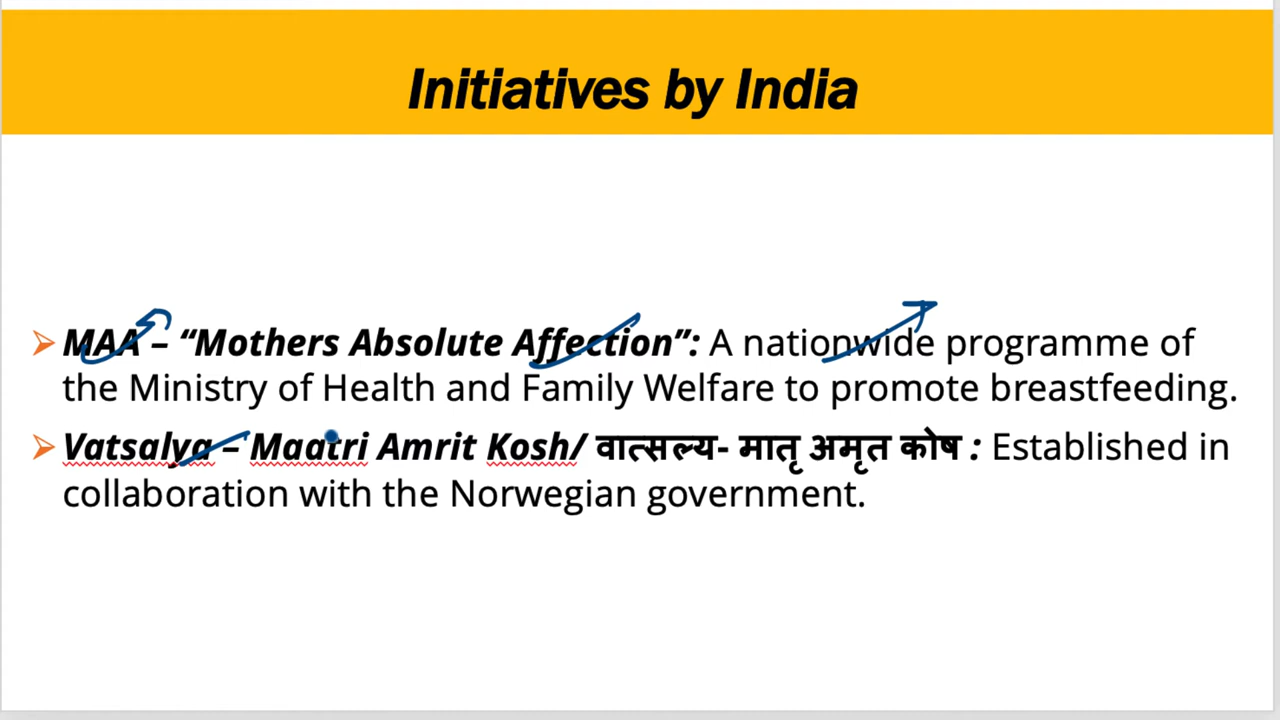 Initiatives by India
MAA – “Mothers Absolute Affection”: A nationwide programme of
the Ministry of Health and Family Welfare to promote breastfeeding.
Vatsalya – Maatri Amrit Kosh/ वात्सल्य- मातृ अमृत कोष : Established in
collaboration with the Norwegian government.